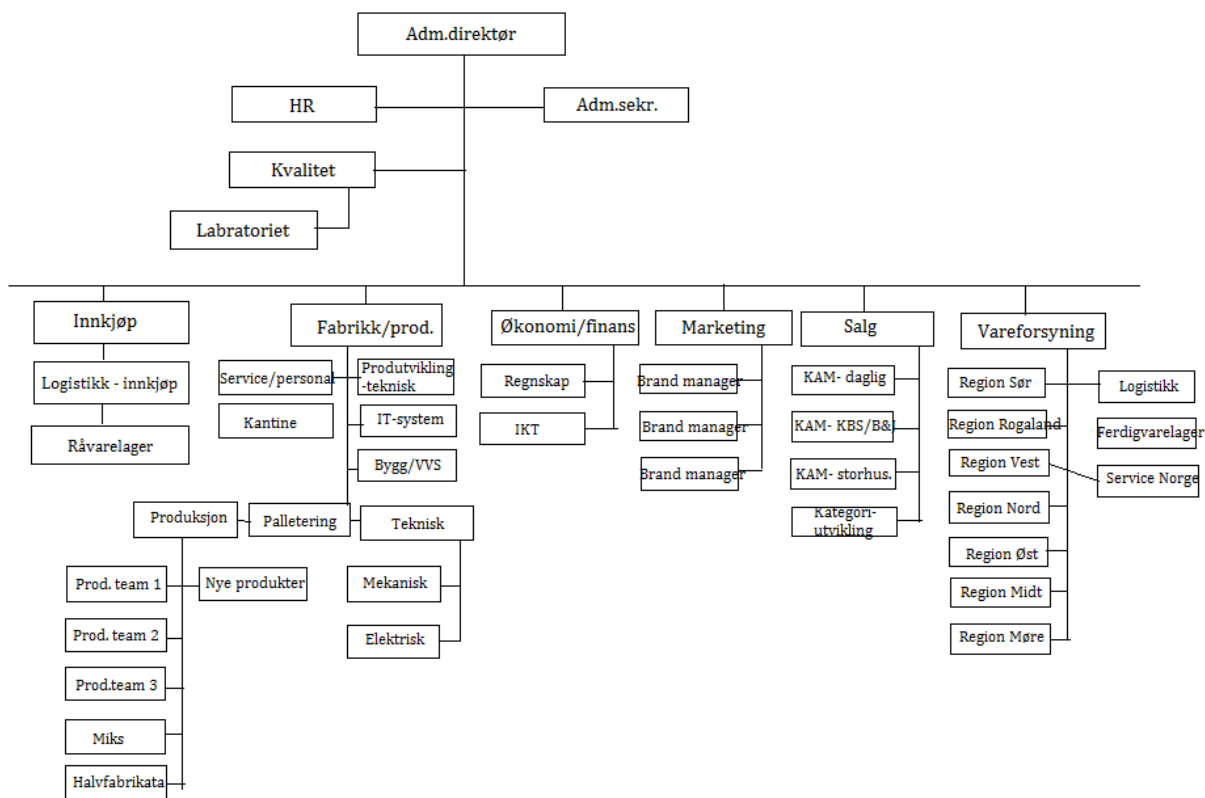 Adm.direktør
HR
Adm.sekr.
Kvalitet
Labratoriet
Innkjøp
Fabrikk/prod.
Økonomi/finans
Marketing
Salg
Vareforsyning
Logistikk - innkjøp
Råvarelager
Service/personal
Produtvikling
-teknisk
Kantine
IT-system
Bygg/VVS
Produksjon
Palletering
Teknisk
Prod. team 1
Nye produkter
Prod. team 2
Prod.team 3
Miks
Halvfabrikata
Mekanisk
Elektrisk
Regnskap
IKT
Brand manager
Brand manager
Brand manager
KAM- daglig
KAM- KBS/B&I
KAM- storhus.
Kategori-
utvikling
Region Sør
Logistikk
Region Rogaland
Ferdigvarelager
Region Vest
Service Norge
Region Nord
Region Øst
Region Midt
Region Møre